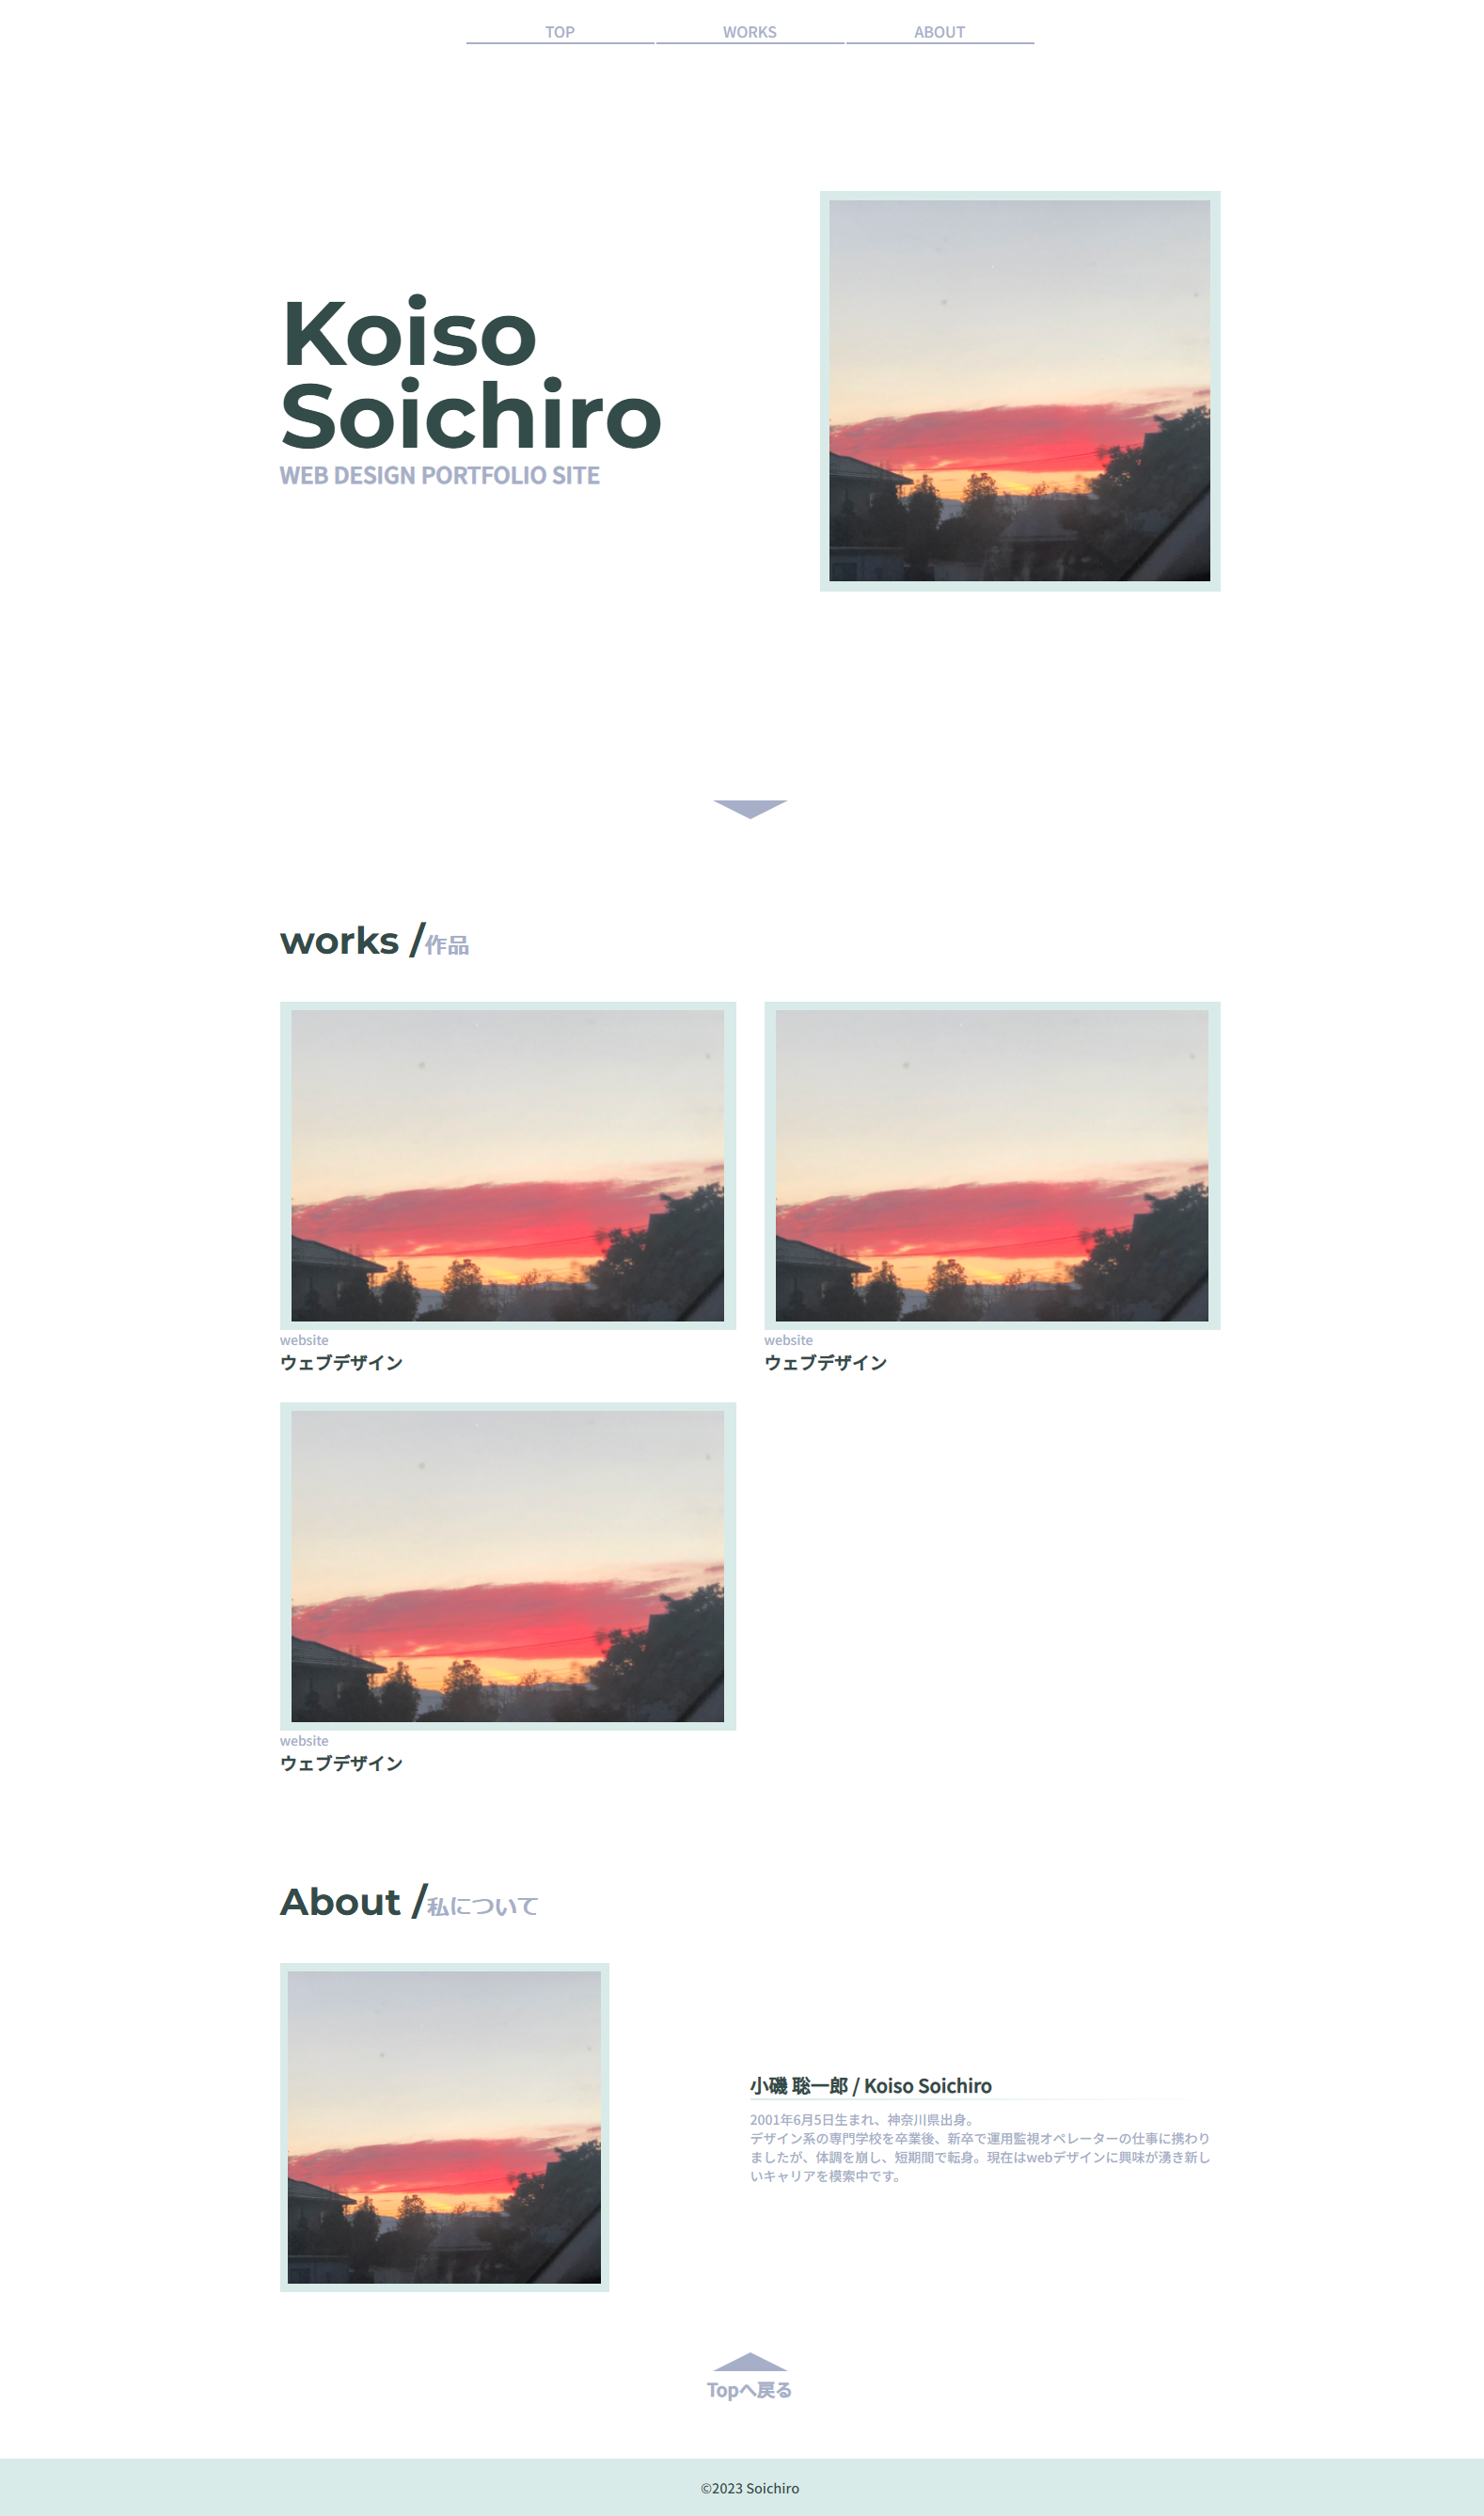 TOP WORKS ABOUT
Koiso
Soichiro
WEB DESIGN PORTFOLIO SITE
works /作品
website
ウェブデザイン
website
ウェブデザイン
website
ウェブデザイン
About /私について
小磯 聡一郎 / Koiso Soichiro
2001年6月5日生まれ、神奈川県出身。
デザイン系の専門学校を卒業後、新卒で運用監視オペレーターの仕事に携わり
ましたが、体調を崩し、短期間で転身。現在はwebデザインに興味が湧き新し
いキャリアを模索中です。
Topへ戻る
©2023 Soichiro